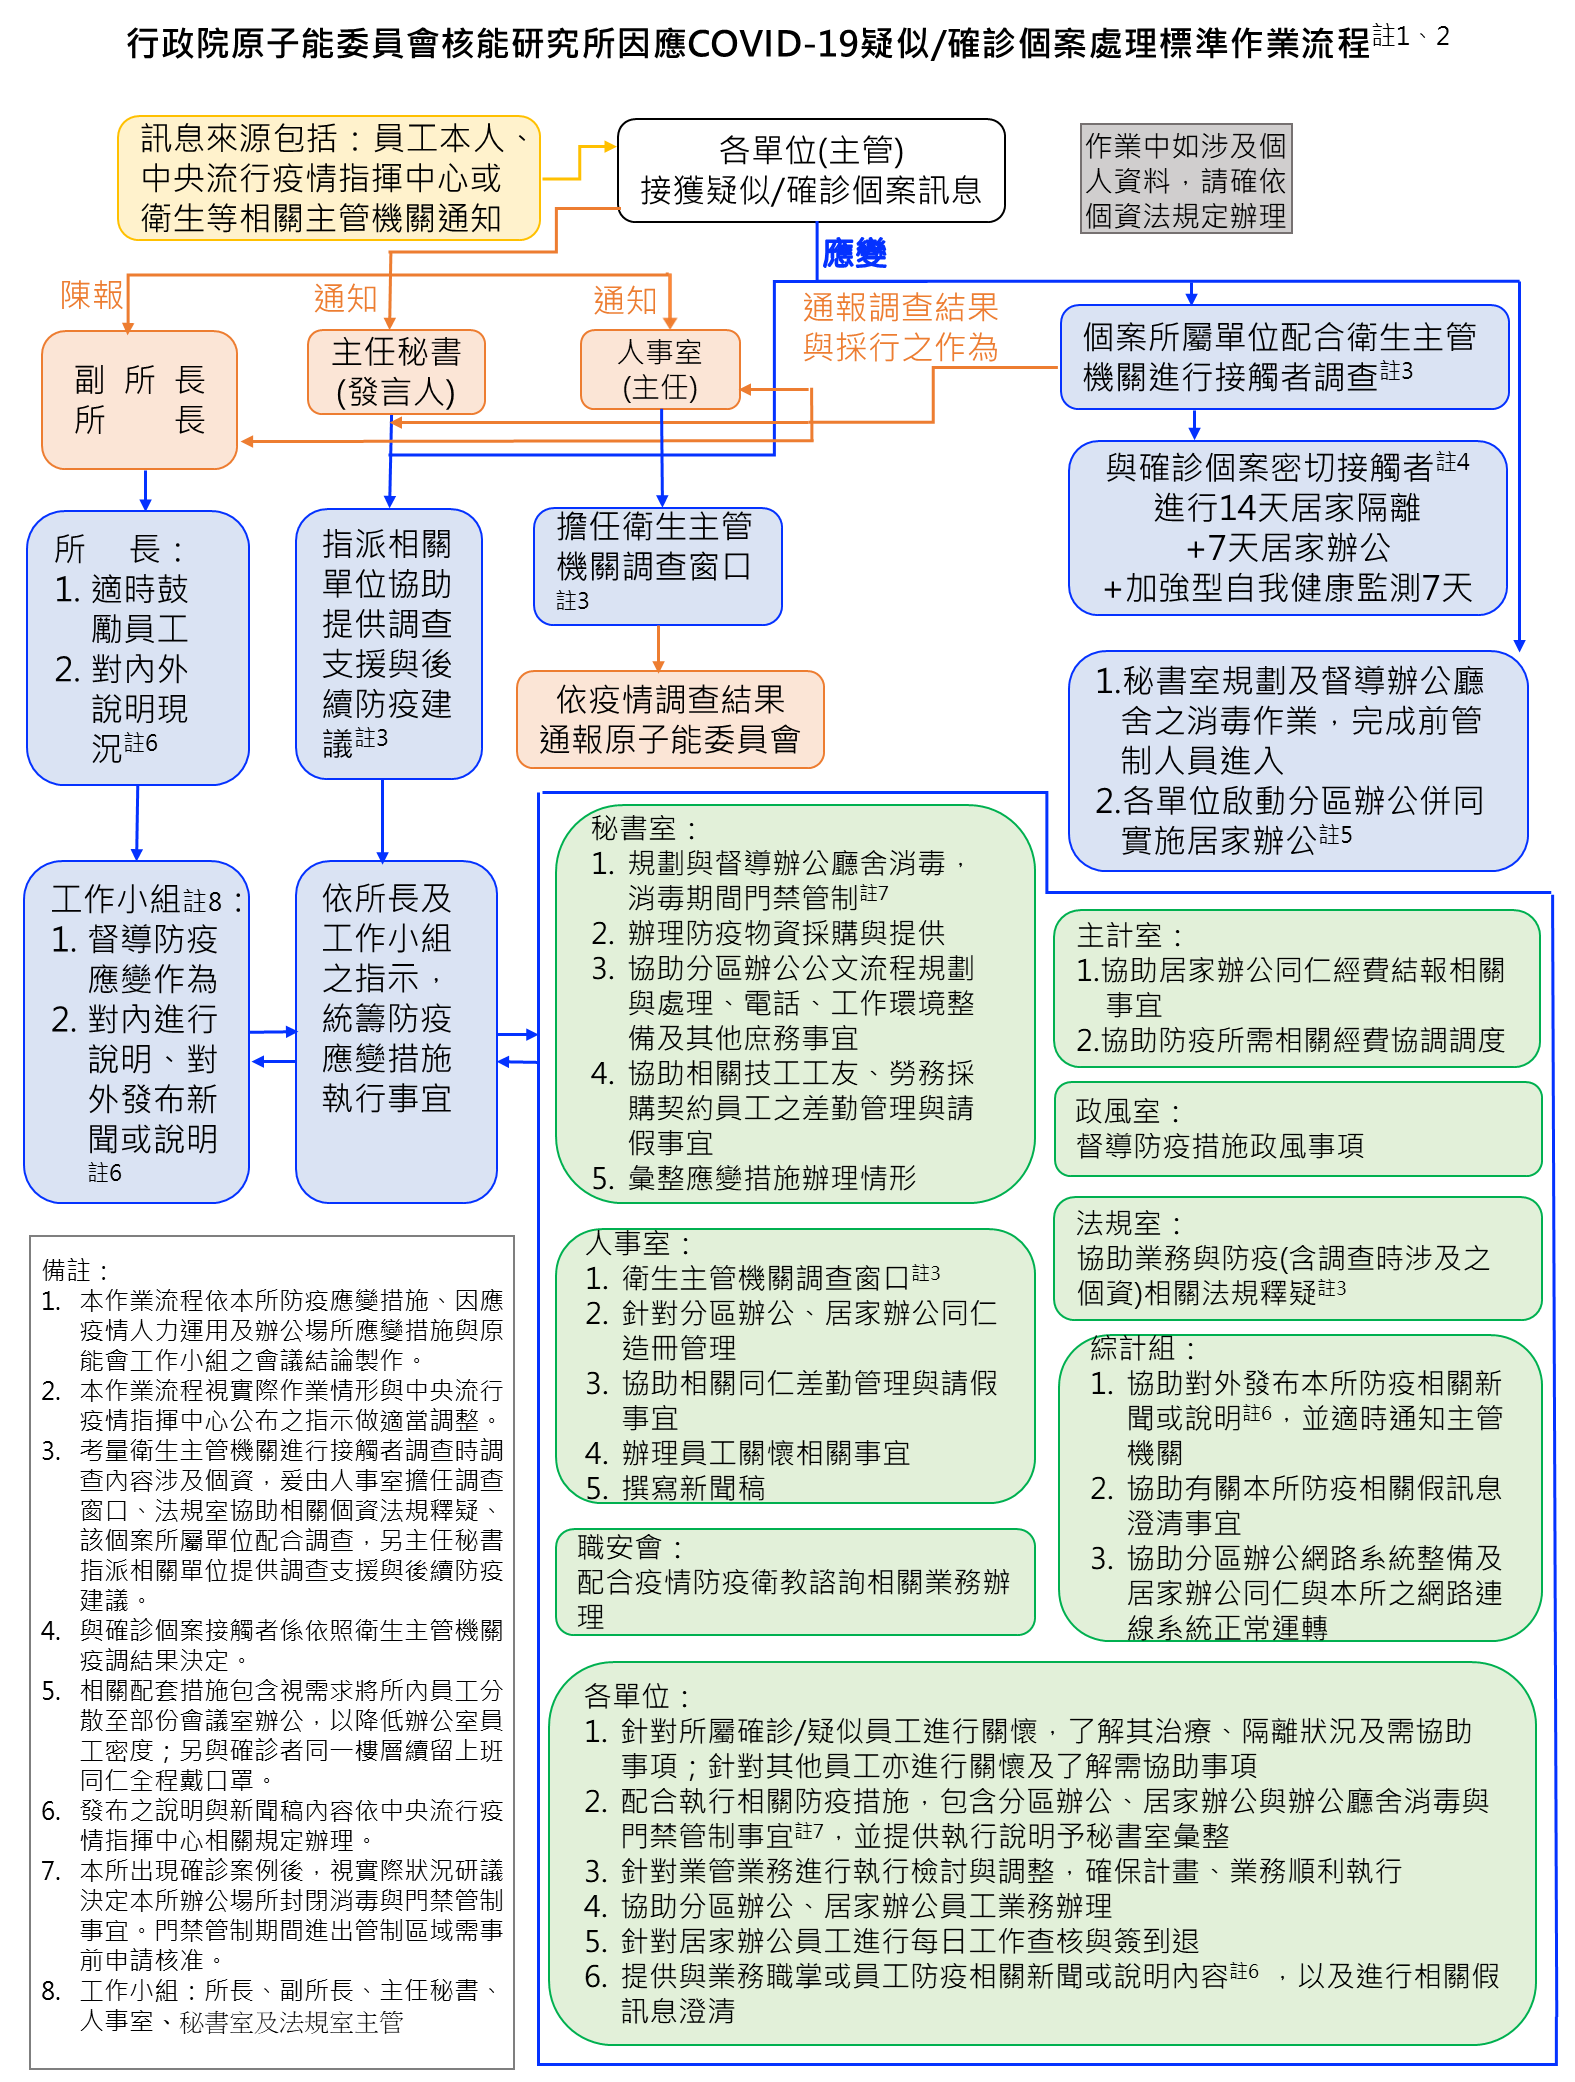 行政院原子能委員會核能研究所因應COVID-19疑似/確診個案處理標準作業流程註1、2
訊息來源包括：員工本人、
中央流行疫情指揮中心或
衛生等相關主管機關通知
各單位(主管)
接獲疑似/確診個案訊息
作業中如涉及個
人資料，請確依
個資法規定辦理
應變
陳報
通知
通知
通報調查結果
與採行之作為
副 所 長
所 長
主任秘書
(發言人)
人事室
(主任)
個案所屬單位配合衛生主管
機關進行接觸者調查註3
與確診個案密切接觸者註4
進行14天居家隔離
+7天居家辦公
+加強型自我健康監測7天
所 長：
1. 適時鼓
勵員工
2. 對內外
說明現
況註6
指派相關
單位協助
提供調查
支援與後
續防疫建
議註3
擔任衛生主管
機關調查窗口
註3
依疫情調查結果
通報原子能委員會
1.秘書室規劃及督導辦公廳
舍之消毒作業，完成前管
制人員進入
2.各單位啟動分區辦公併同
實施居家辦公註5
工作小組註8：
1. 督導防疫
應變作為
2. 對內進行
說明、對
外發布新
聞或說明
註6
依所長及
工作小組
之指示，
統籌防疫
應變措施
執行事宜
秘書室：
1. 規劃與督導辦公廳舍消毒，
消毒期間門禁管制註7
2. 辦理防疫物資採購與提供
3. 協助分區辦公公文流程規劃
與處理、電話、工作環境整
備及其他庶務事宜
4. 協助相關技工工友、勞務採
購契約員工之差勤管理與請
假事宜
5. 彙整應變措施辦理情形
主計室：
1.協助居家辦公同仁經費結報相關
事宜
2.協助防疫所需相關經費協調調度
政風室：
督導防疫措施政風事項
法規室：
協助業務與防疫(含調查時涉及之
個資)相關法規釋疑註3
人事室：
1. 衛生主管機關調查窗口註3
2. 針對分區辦公、居家辦公同仁
造冊管理
3. 協助相關同仁差勤管理與請假
事宜
4. 辦理員工關懷相關事宜
5. 撰寫新聞稿
綜計組：
1. 協助對外發布本所防疫相關新
聞或說明註6，並適時通知主管
機關
2. 協助有關本所防疫相關假訊息
澄清事宜
3. 協助分區辦公網路系統整備及
居家辦公同仁與本所之網路連
線系統正常運轉
職安會：
配合疫情防疫衛教諮詢相關業務辦
理
各單位：
1. 針對所屬確診/疑似員工進行關懷，了解其治療、隔離狀況及需協助
事項；針對其他員工亦進行關懷及了解需協助事項
2. 配合執行相關防疫措施，包含分區辦公、居家辦公與辦公廳舍消毒與
門禁管制事宜註7，並提供執行說明予秘書室彙整
3. 針對業管業務進行執行檢討與調整，確保計畫、業務順利執行
4. 協助分區辦公、居家辦公員工業務辦理
5. 針對居家辦公員工進行每日工作查核與簽到退
6. 提供與業務職掌或員工防疫相關新聞或說明內容註6 ，以及進行相關假
訊息澄清
備註：
1. 本作業流程依本所防疫應變措施、因應
疫情人力運用及辦公場所應變措施與原
能會工作小組之會議結論製作。
2. 本作業流程視實際作業情形與中央流行
疫情指揮中心公布之指示做適當調整。
3. 考量衛生主管機關進行接觸者調查時調
查內容涉及個資，爰由人事室擔任調查
窗口、法規室協助相關個資法規釋疑、
該個案所屬單位配合調查，另主任秘書
指派相關單位提供調查支援與後續防疫
建議。
4. 與確診個案接觸者係依照衛生主管機關
疫調結果決定。
5. 相關配套措施包含視需求將所內員工分
散至部份會議室辦公，以降低辦公室員
工密度；另與確診者同一樓層續留上班
同仁全程戴口罩。
6. 發布之說明與新聞稿內容依中央流行疫
情指揮中心相關規定辦理。
7. 本所出現確診案例後，視實際狀況研議
決定本所辦公場所封閉消毒與門禁管制
事宜。門禁管制期間進出管制區域需事
前申請核准。
8. 工作小組：所長、副所長、主任秘書、
人事室、秘書室及法規室主管